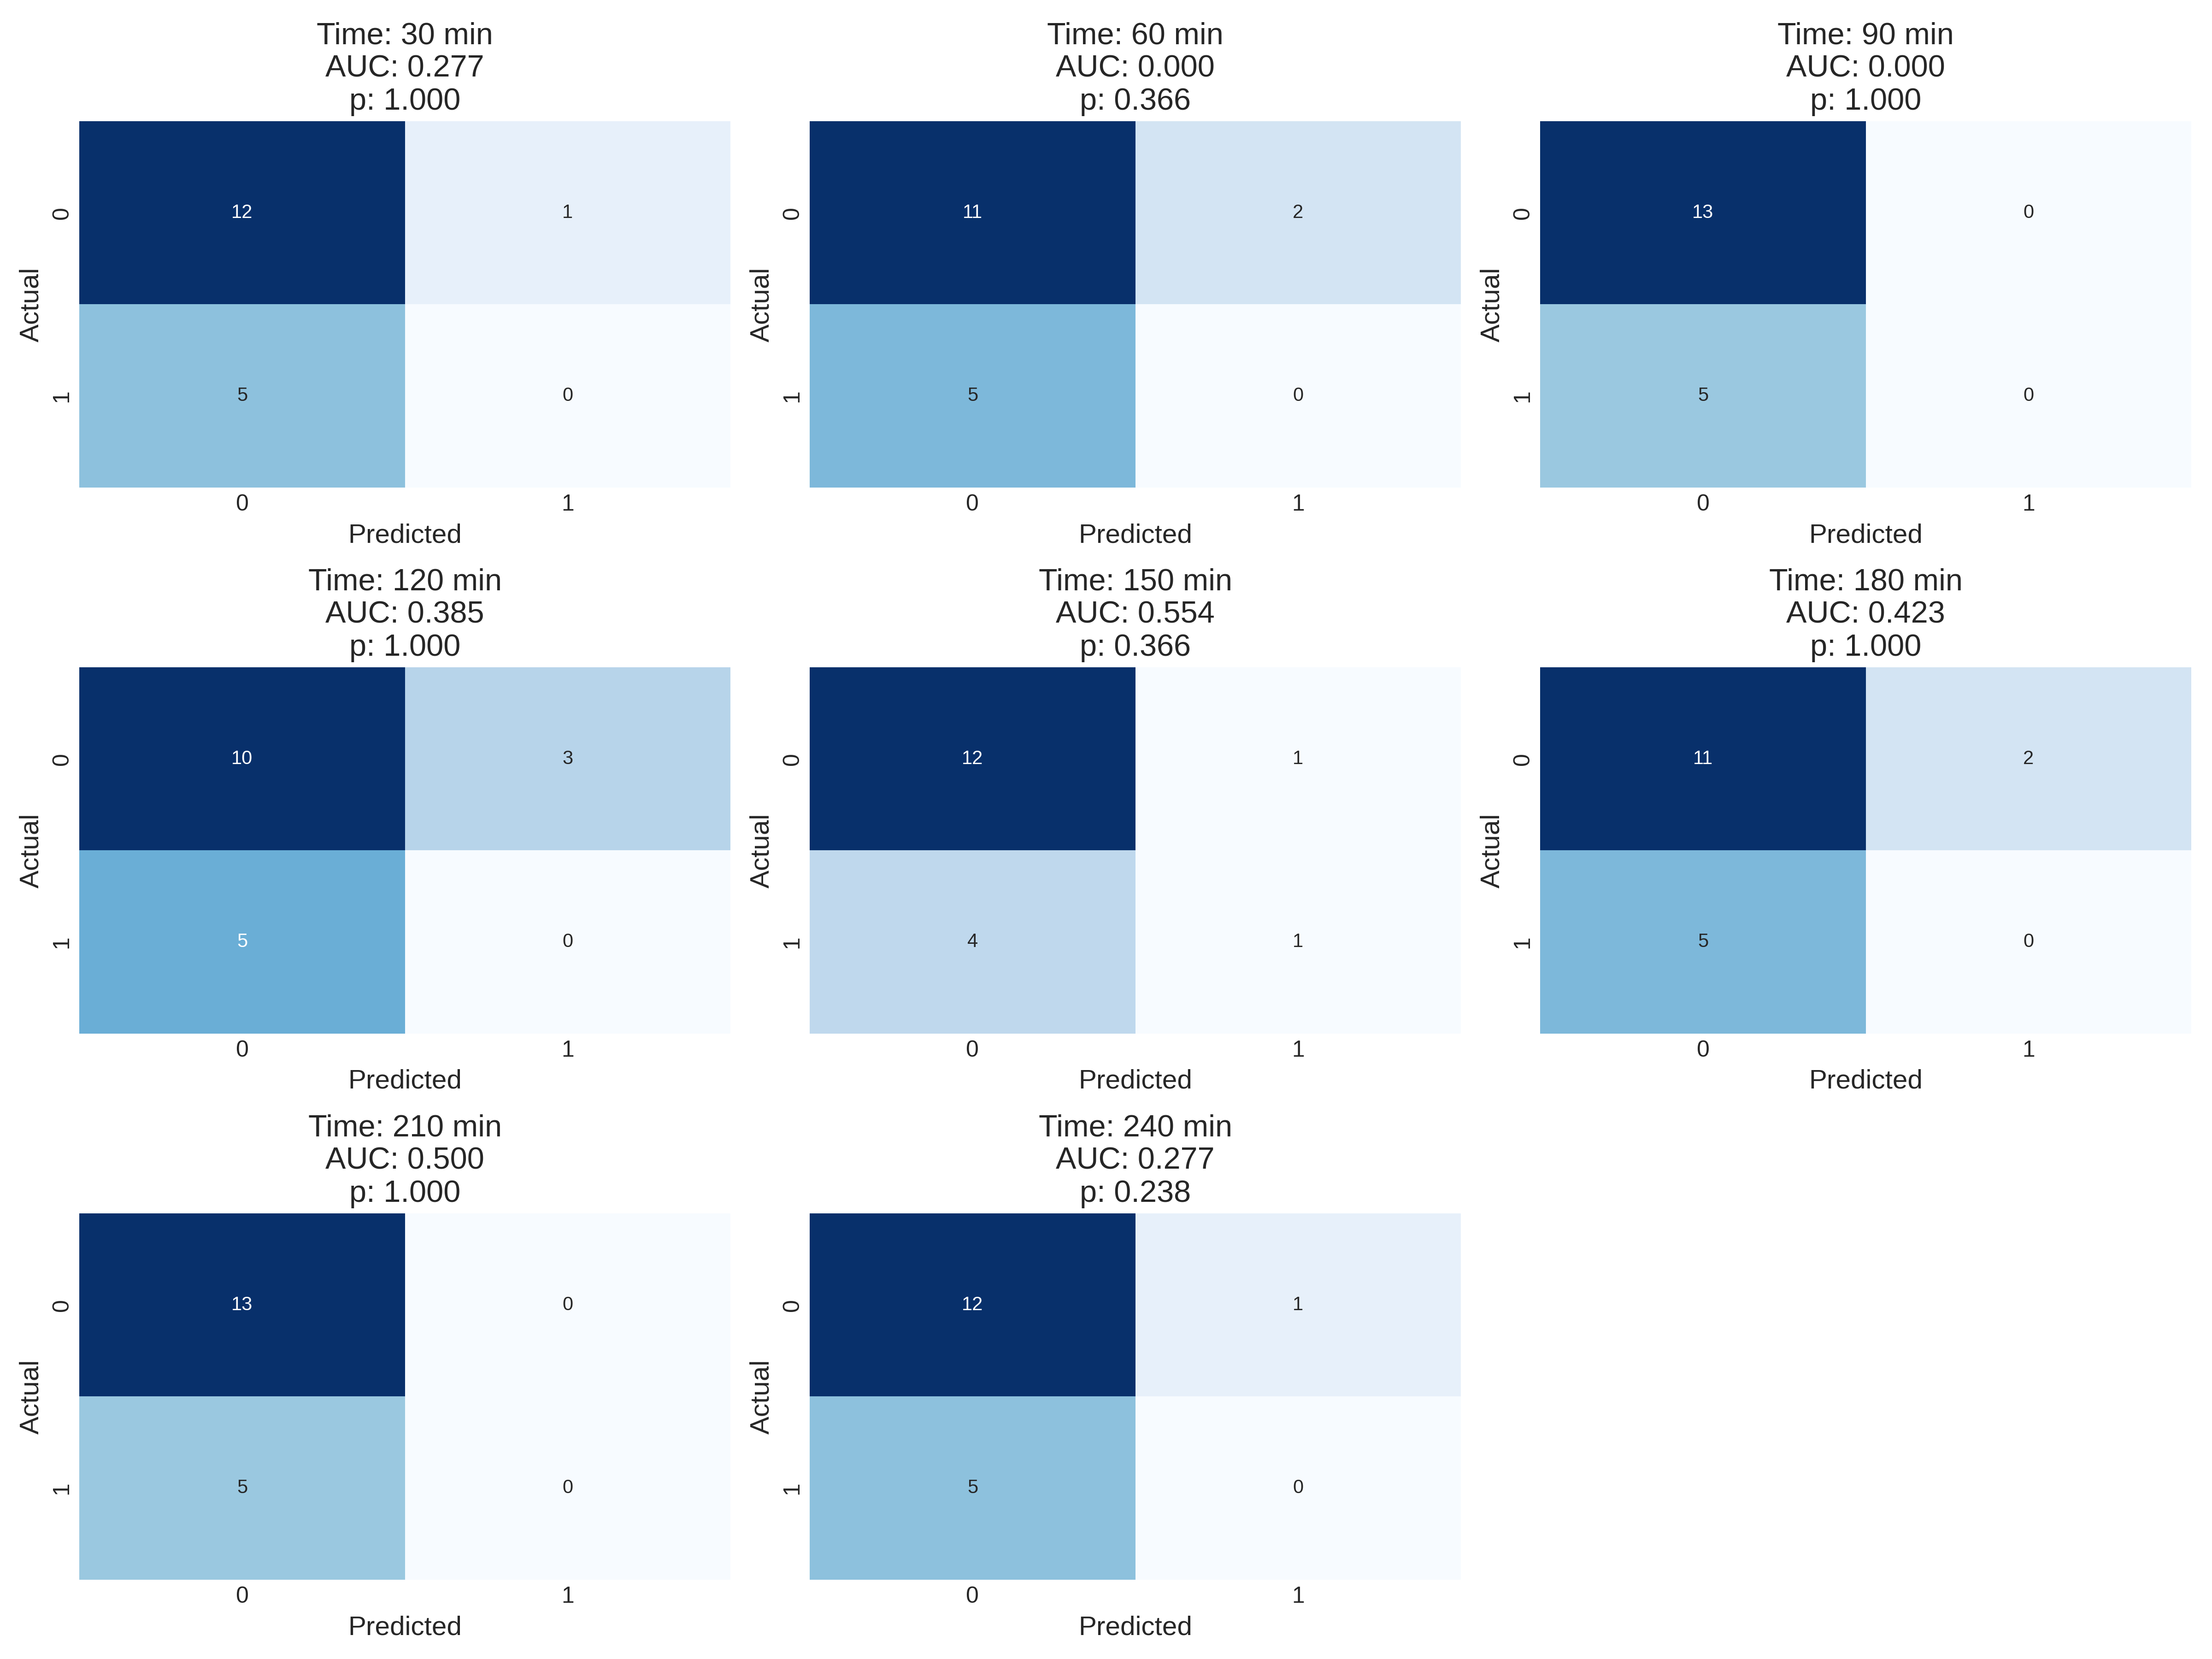 Time: 30 min
AUC: 0.277
p: 1.000
0
12
1
Actual
1
5
0
0
1
Predicted
Time: 60 min
AUC: 0.000
p: 0.366
0
11
2
Actual
1
5
0
0
1
Predicted
Time: 90 min
AUC: 0.000
p: 1.000
0
13
0
Actual
1
5
0
0
1
Predicted
Time: 120 min
AUC: 0.385
p: 1.000
0
10
3
Actual
1
5
0
0
1
Predicted
Time: 150 min
AUC: 0.554
p: 0.366
0
12
1
Actual
1
4
1
0
1
Predicted
Time: 180 min
AUC: 0.423
p: 1.000
0
11
2
Actual
1
5
0
0
1
Predicted
Time: 210 min
AUC: 0.500
p: 1.000
0
13
0
Actual
1
5
0
0
1
Predicted
Time: 240 min
AUC: 0.277
p: 0.238
0
12
1
Actual
1
5
0
0
1
Predicted